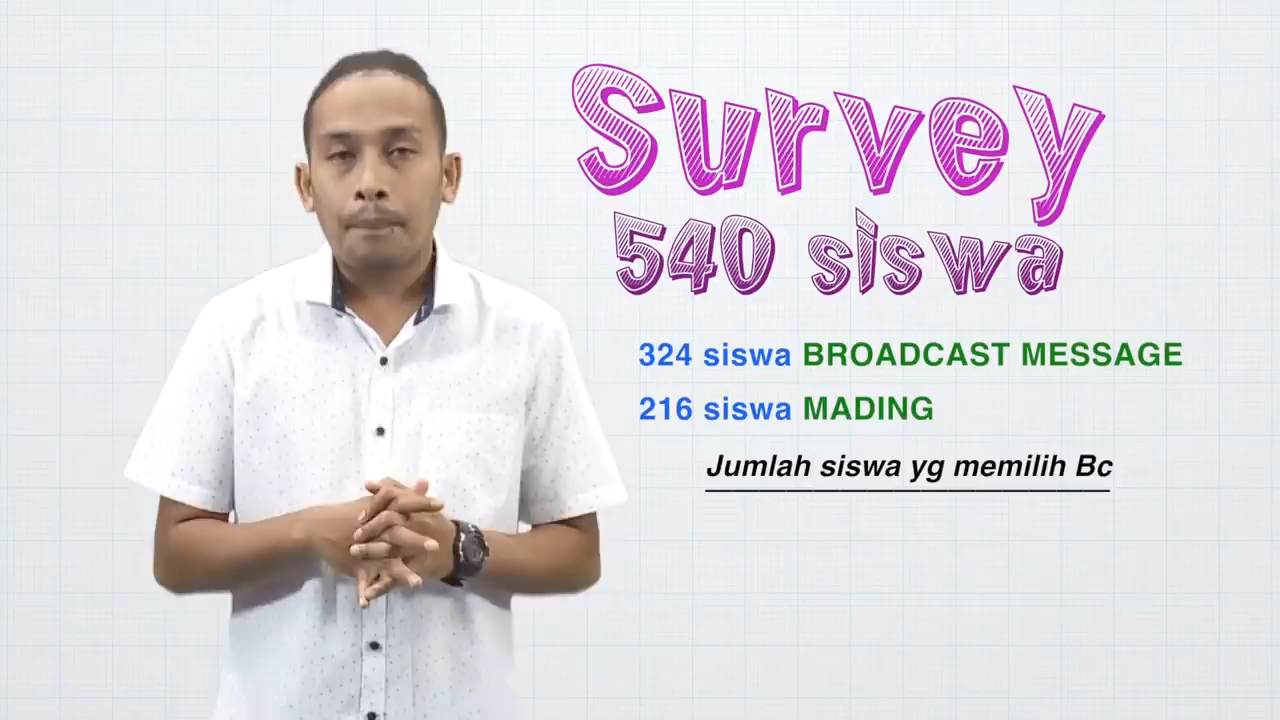 Survey
540 siswa
324 siswa BROADCAST MESSAGE
216 siswa MADING
Jumlah siswa yg memilih Bc